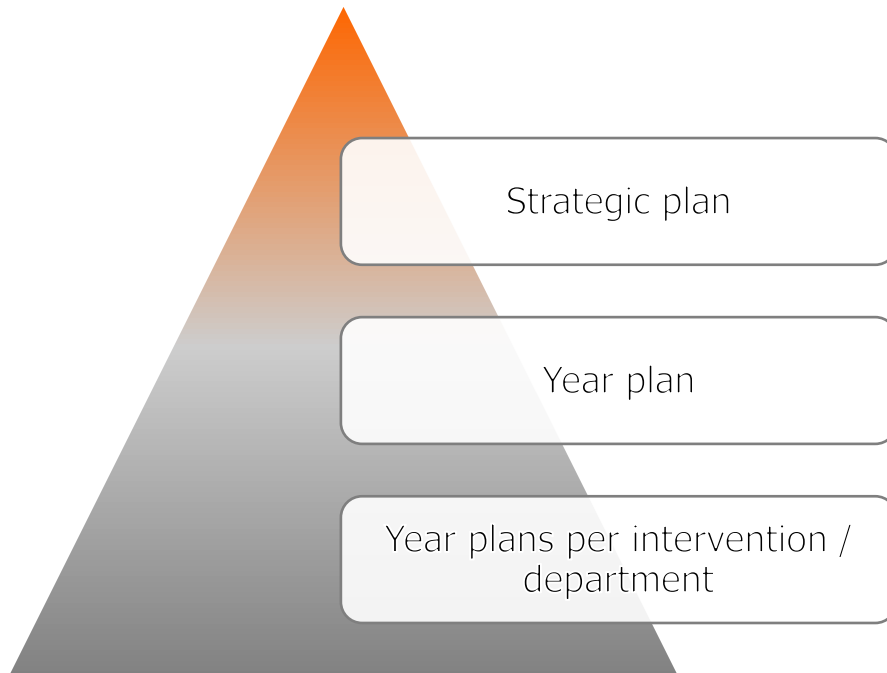 Strategic plan
Year plan
Year plans per intervention /
department